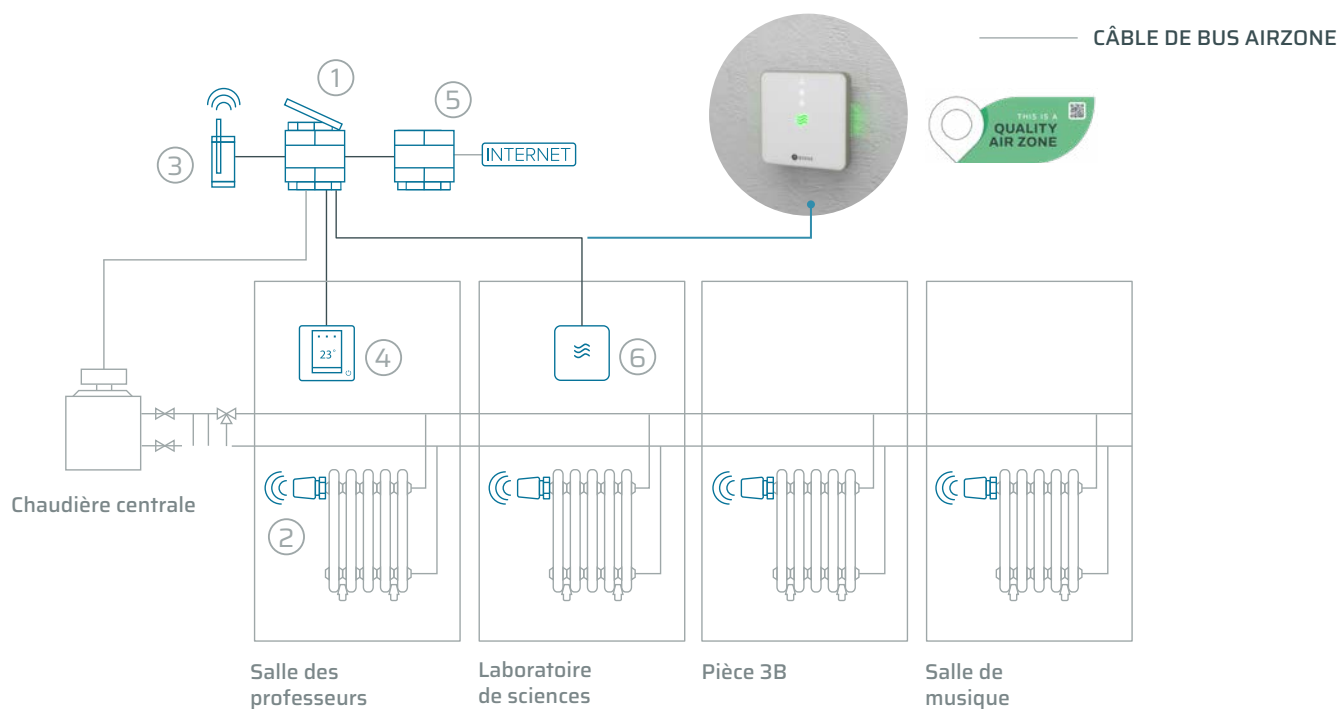 CÂBLE DE BUS AIRZONE
1
5
THIS IS A
QUALITY
AIR ZONE
3
INTERNET
23°
4
6
Chaudière centrale
2
Salle des
professeurs
Laboratoire
de sciences
Pièce 3B
Salle de
musique